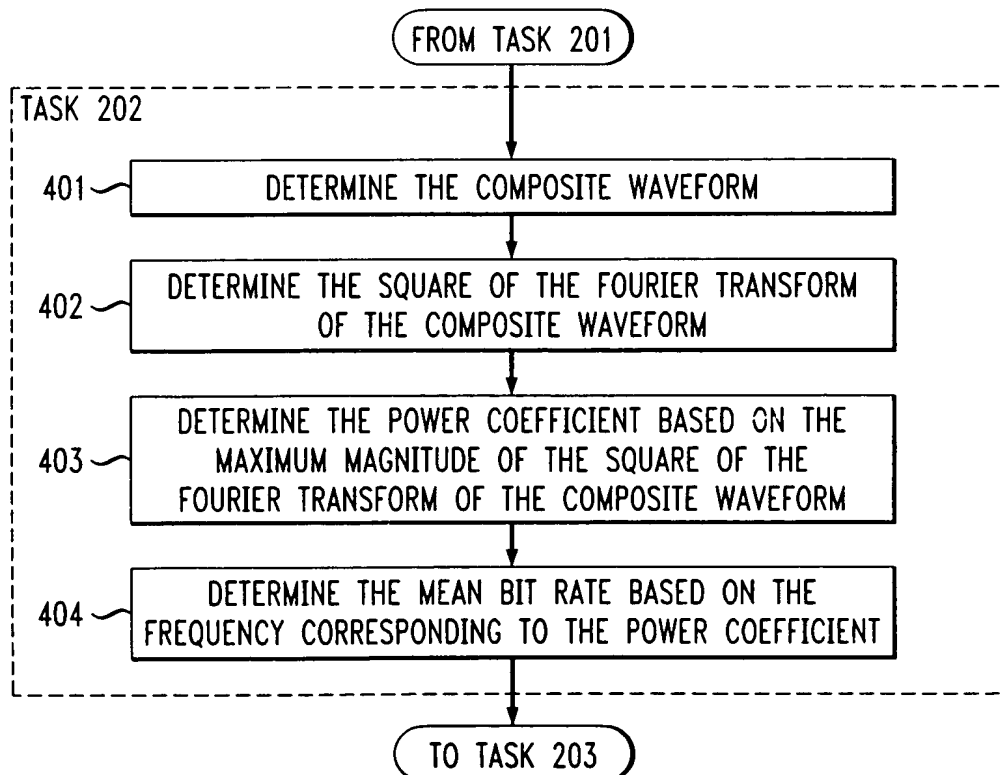 FROM TASK 201
TASK 202
401
DETERMINE THE COMPOSITE WAVEFORM
402
DETERMINE THE SQUARE OF THE FOURIER TRANSFORM
OF THE COMPOSITE WAVEFORM
403
DETERMINE THE POWER COEFFICIENT BASED ON THE
MAXIMUM MAGNITUDE OF THE SQUARE OF THE
FOURIER TRANSFORM OF THE COMPOSITE WAVEFORM
404
DETERMINE THE MEAN BIT RATE BASED ON THE
FREQUENCY CORRESPONDING TO THE POWER COEFFICIENT
TO TASK 203